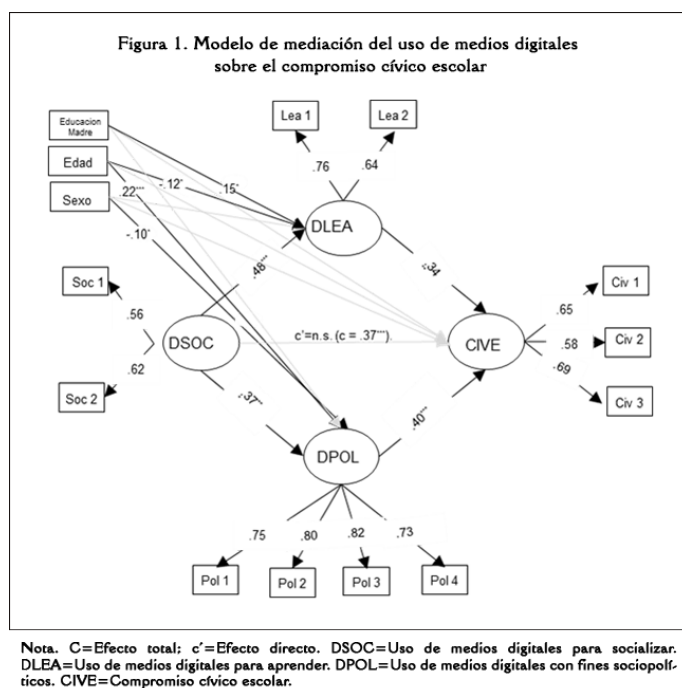 Figura 1. Modelo de mediación del uso de medios digitales
sobre el compromiso cívico escolar
Educacion
Madre
Edad
Sexo
Lea 1
Lea 2
.76
.64
.22***
-.12*
.15*
-.10*
DLEA
.48***
.34
Soc 1
.56
DSOC
.62
Soc 2
c'=n.s. (c = .37***).
CIVE
Civ 1
.65
Civ 2
.58
.69
Civ 3
.37**
.40***
DPOL
.75
.80
.82
.73
Pol 1
Pol 2
Pol 3
Pol 4
Nota. C=Efecto total; c´=Efecto directo. DSOC=Uso de medios digitales para socializar.
DLEA=Uso de medios digitales para aprender. DPOL=Uso de medios digitales con fines sociopolí-
ticos. CIVE=Compromiso cívico escolar.